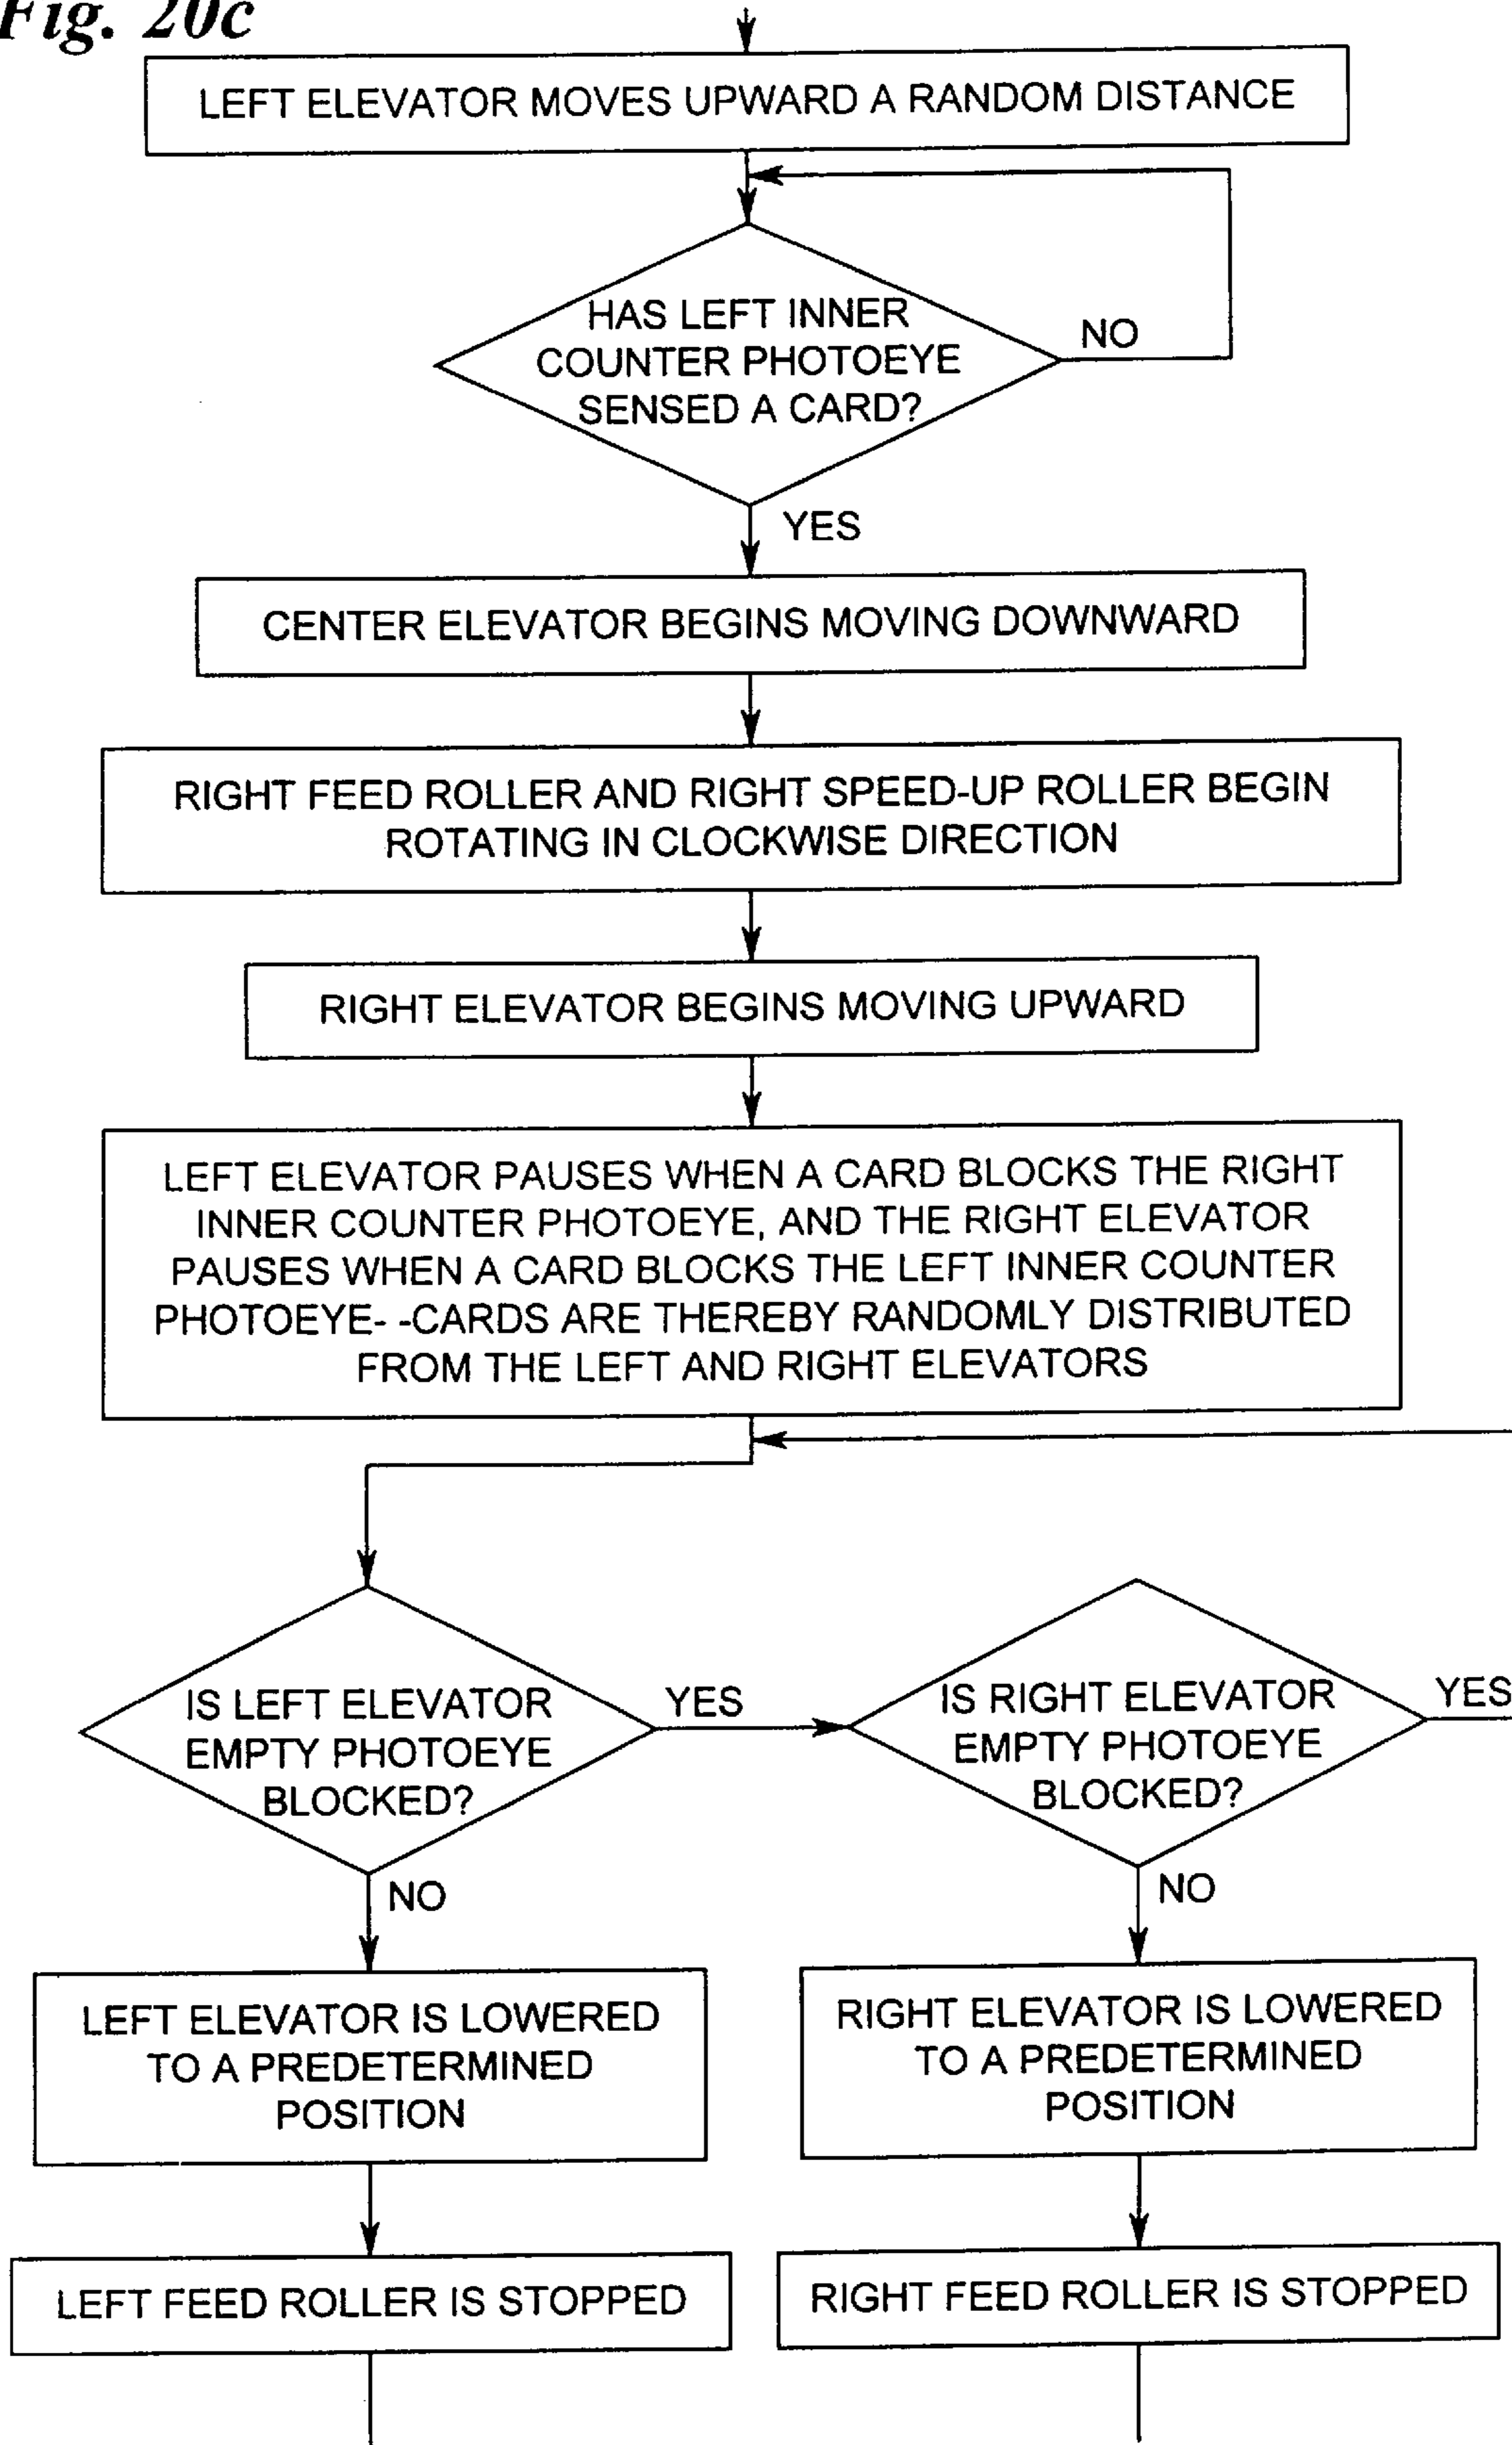 Fig. 20c
LEFT ELEVATOR MOVES UPWARD A RANDOM DISTANCE
HAS LEFT INNER
COUNTER PHOTOEYE
SENSED A CARD?
NO
YES
CENTER ELEVATOR BEGINS MOVING DOWNWARD
RIGHT FEED ROLLER AND RIGHT SPEED-UP ROLLER BEGIN
ROTATING IN CLOCKWISE DIRECTION
RIGHT ELEVATOR BEGINS MOVING UPWARD
LEFT ELEVATOR PAUSES WHEN A CARD BLOCKS THE RIGHT
INNER COUNTER PHOTOEYE, AND THE RIGHT ELEVATOR
PAUSES WHEN A CARD BLOCKS THE LEFT INNER COUNTER
PHOTOEYE- -CARDS ARE THEREBY RANDOMLY DISTRIBUTED
FROM THE LEFT AND RIGHT ELEVATORS
IS LEFT ELEVATOR
EMPTY PHOTOEYE
BLOCKED?
YES
IS RIGHT ELEVATOR
EMPTY PHOTOEYE
BLOCKED?
YES
NO
NO
LEFT ELEVATOR IS LOWERED
TO A PREDETERMINED
POSITION
RIGHT ELEVATOR IS LOWERED
TO A PREDETERMINED
POSITION
LEFT FEED ROLLER IS STOPPED
RIGHT FEED ROLLER IS STOPPED